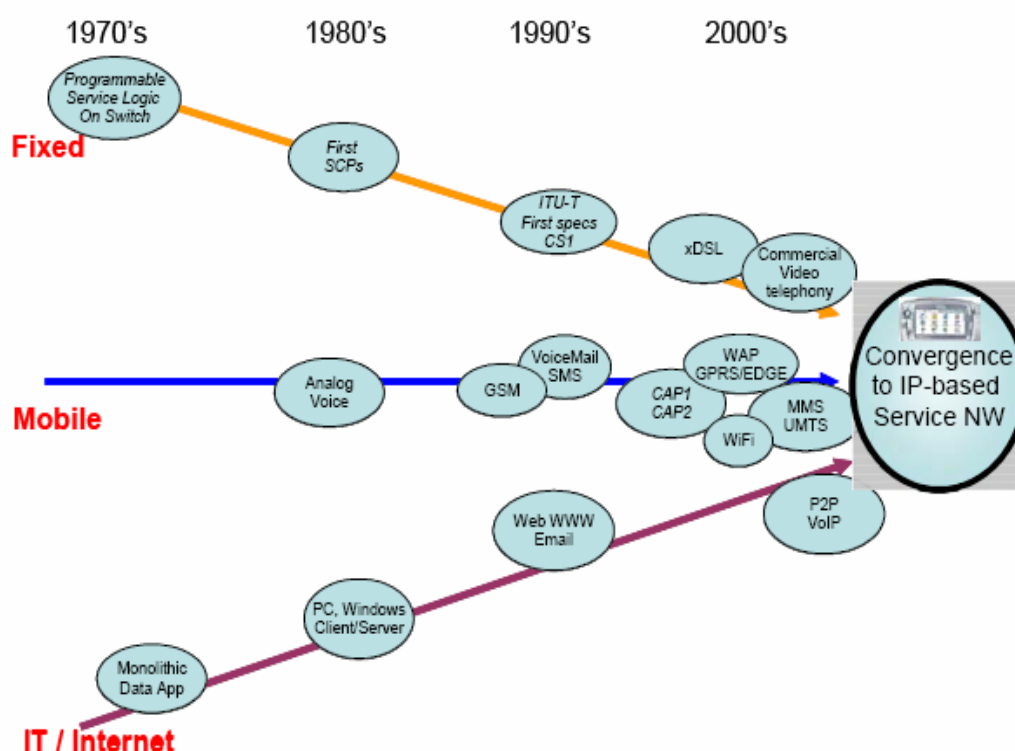 1970's 1980's 1990's 2000's
Programmable
Service Logic
On Switch
Fixed
First
SCPs
ITU-T
First specs
CS1
xDSL
Commercial
Video
telephony
Convergence
to IP-based
Service NW
Mobile
Analog
Voice
GSM
VoiceMail
SMS
CAP1
CAP2
WAP
GPRS/EDGE
WiFi
MMS
UMTS
P2P
VoIP
Web WWW
Email
PC, Windows
Client/Server
Monolithic
Data App
IT / Internet